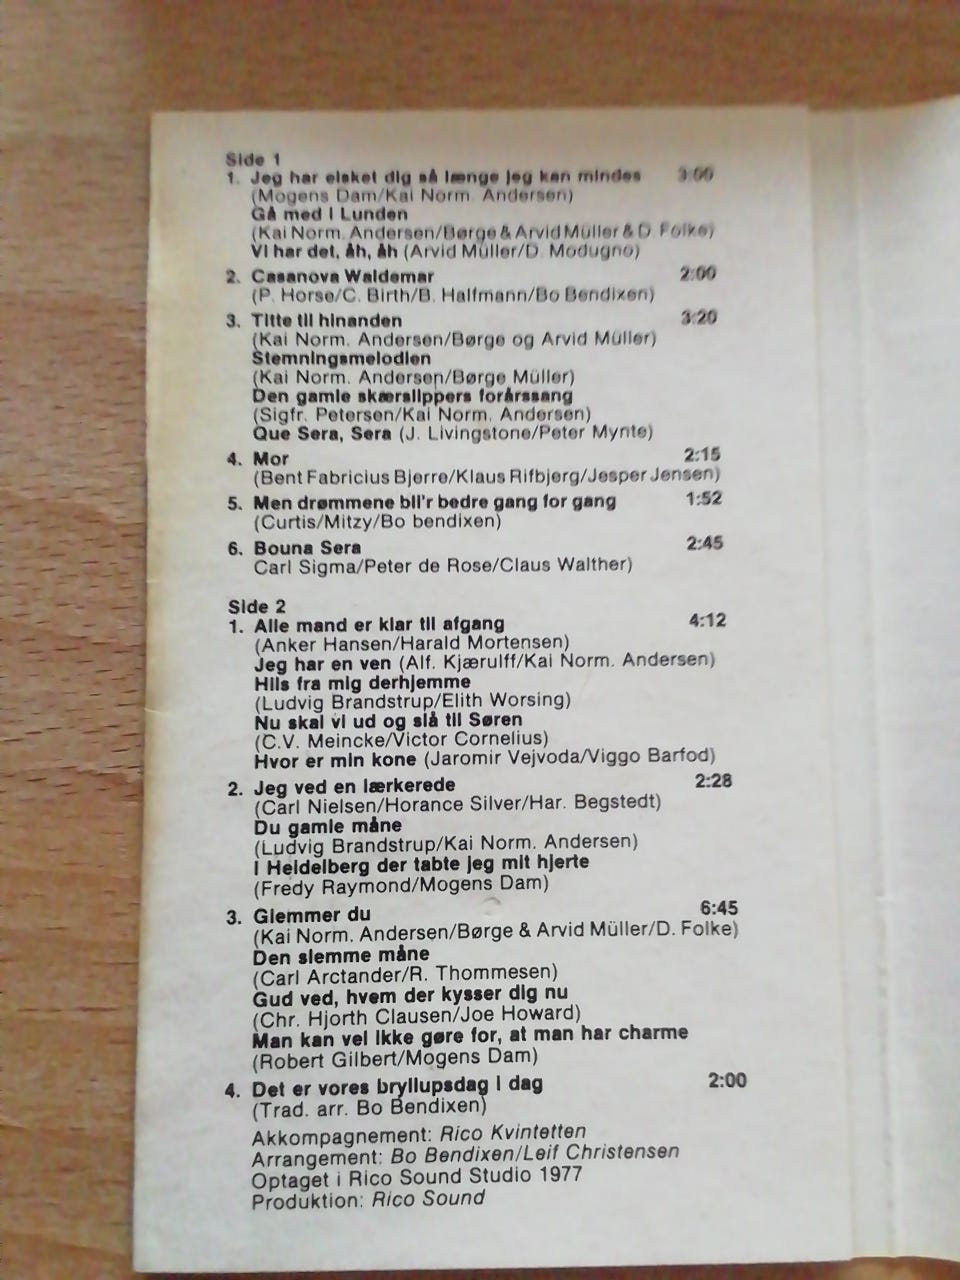 Side 1
1. Jeg har elsket dig så længe jeg kan mindes 3:00
(Mogens Dam/Kai Norm. Andersen)
Gå med i Lunden
(Kai Norm. Andersen/Børge & Arvid Müller & D. Folke)
Vi har det, åh, åh (Arvid Müller/D. Modugno)
2. Casanova Waldemar 2:00
(P. Horse/C. Birth/B. Halfmann/Bo Bendixen)
3. Titte til hinanden 3:20
(Kai Norm. Andersen/Børge og Arvid Müller)
Stemningsmelodien
(Kai Norm. Andersen/Børge Müller)
Den gamle skærslippers forårssang
(Sigfr. Petersen/Kai Norm. Andersen)
Que Sera, Sera (J. Livingstone/Peter Mynte)
4. Mor 2:15
(Bent Fabricius Bjerre/Klaus Rifbjerg/Jesper Jensen)
5. Men drømmene bli'r bedre gang for gang 1:52
(Curtis/Mitzy/Bo bendixen)
6. Bouna Sera 2:45
Carl Sigma/Peter de Rose/Claus Walther)
Side 2
1. Alle mand er klar til afgang 4:12
(Anker Hansen/Harald Mortensen)
Jeg har en ven (Alf. Kjærulff/Kai Norm. Andersen)
Hils fra mig derhjemme
(Ludvig Brandstrup/Elith Worsing)
Nu skal vi ud og slå til Søren
(C.V. Meincke/Victor Cornelius)
Hvor er min kone (Jaromir Vejvoda/Viggo Barfod)
2. Jeg ved en lærkerede 2:28
(Carl Nielsen/Horance Silver/Har. Begstedt)
Du gamle måne
(Ludvig Brandstrup/Kai Norm. Andersen)
I Heidelberg der tabte jeg mit hjerte
(Fredy Raymond/Mogens Dam)
3. Glemmer du 6:45
(Kai Norm. Andersen/Børge & Arvid Müller/D. Folke)
Den slemme måne
(Carl Arctander/R. Thommesen)
Gud ved, hvem der kysser dig nu
(Chr. Hjorth Clausen/Joe Howard)
Man kan vel ikke gøre for, at man har charme
(Robert Gilbert/Mogens Dam)
4. Det er vores bryllupsdag i dag 2:00
(Trad. arr. Bo Bendixen)
Akkompagnement: Rico Kvintetten
Arrangement: Bo Bendixen/Leif Christensen
Optaget i Rico Sound Studio 1977
Produktion: Rico Sound